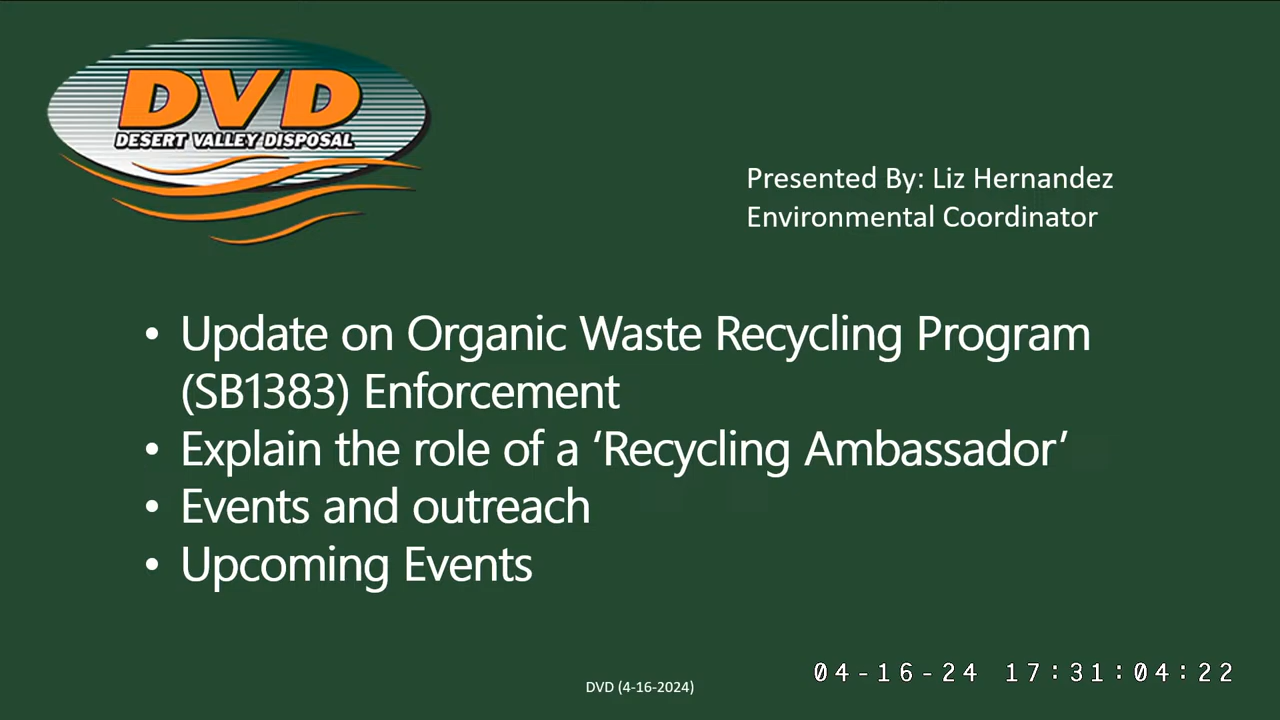 DVD
DESERT VALLEY DISPOSAL
Presented By: Liz Hernandez
Environmental Coordinator
• Update on Organic Waste Recycling Program
(SB1383) Enforcement
• Explain the role of a ‘Recycling Ambassador’
• Events and outreach
• Upcoming Events
DVD (4-16-2024)
04-16-24 17:31:04:22